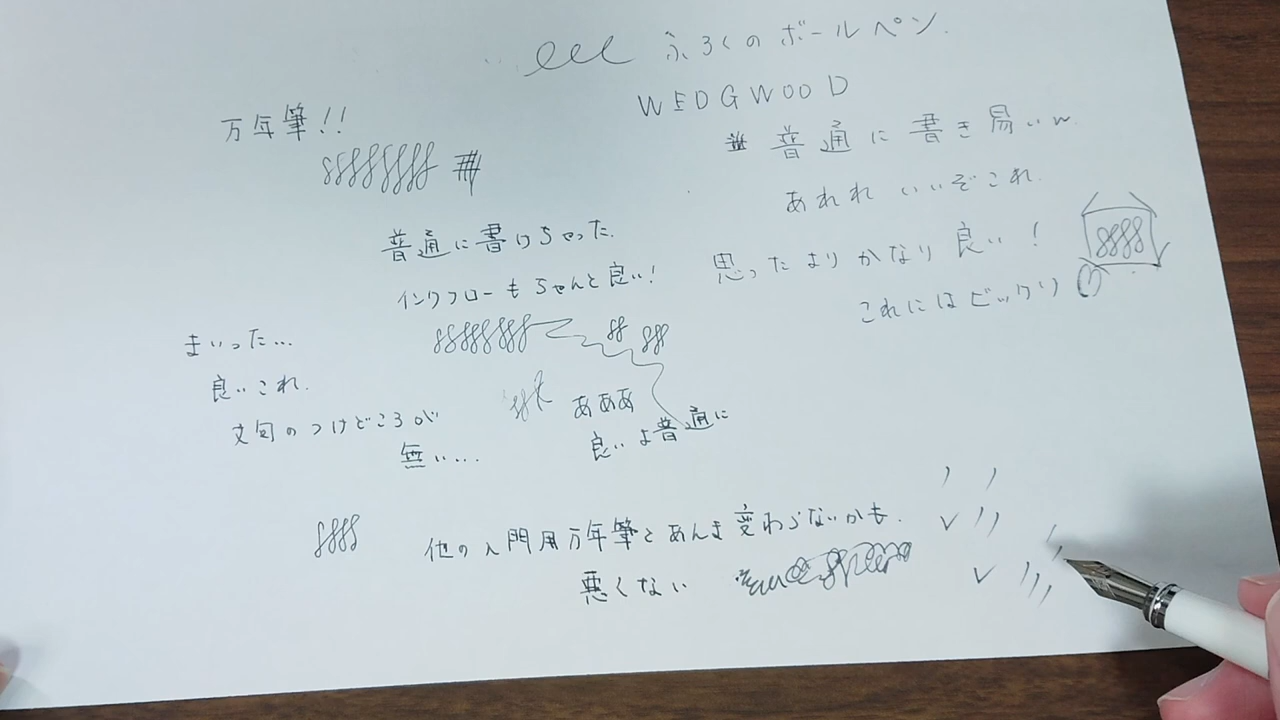 ふろくのボールペン.
WEDGWOOD
普通に書き易いw
あれれいいぞこれ.
思ったよりかなり良い!
これにはビックリ
万年筆!!
普通に書けちゃった.
インクフローもちゃんと良い!
まいった...
良いこれ.
文句のつけどころが
無い....
あああ
良いよ普通に
他の入門用万年筆とあんま変わらないかも.
悪くない